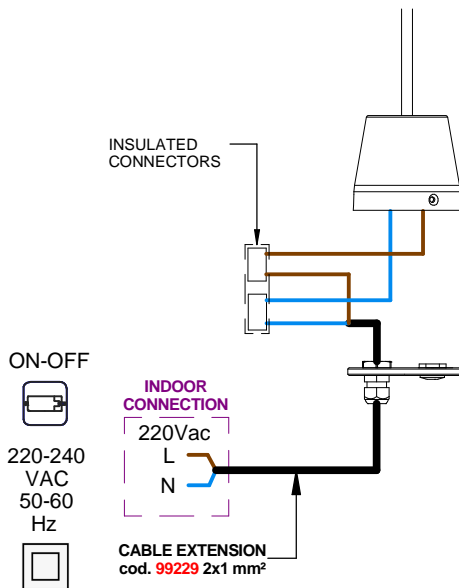 INSULATED
CONNECTORS
ON-OFF
220-240
VAC
50-60
Hz
INDOOR
CONNECTION
220Vac
L
N
CABLE EXTENSION
cod. 99229 2x1 mm²